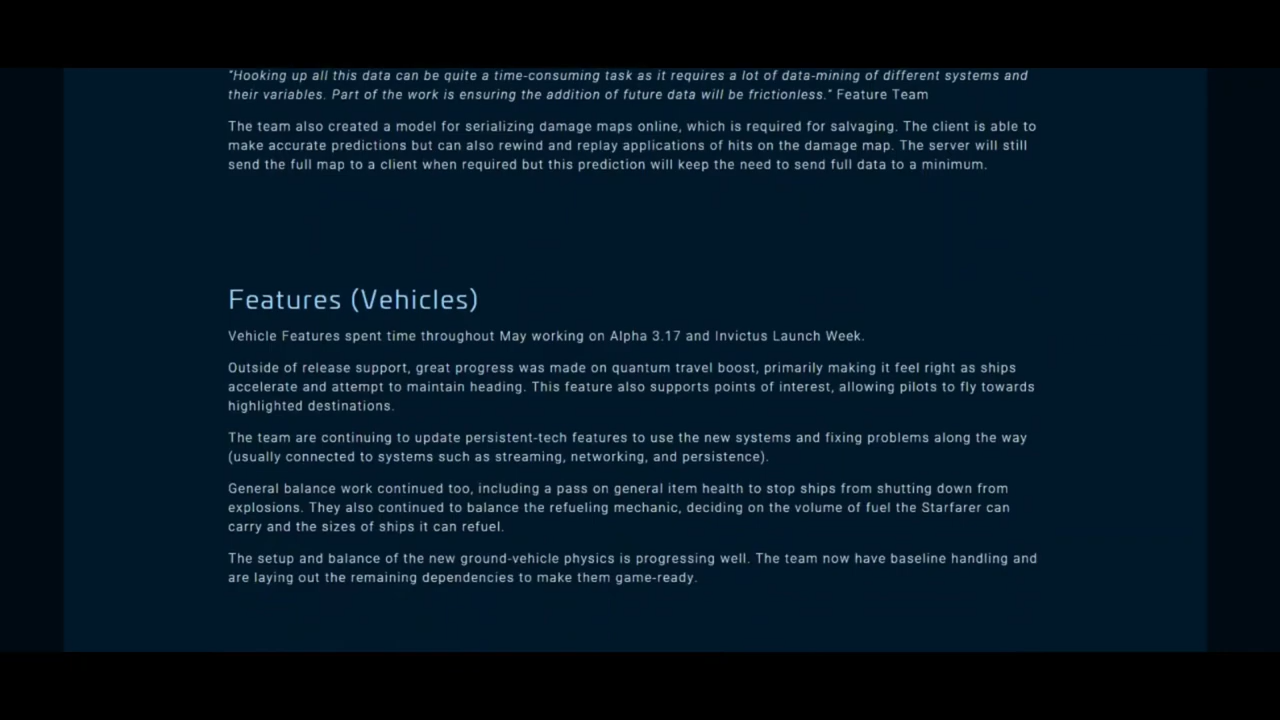 "Hooking up all this data can be quite a time-consuming task as it requires a lot of data-mining of different systems and
their variables. Part of the work is ensuring the addition of future data will be frictionless." Feature Team
The team also created a model for serializing damage maps online, which is required for salvaging. The client is able to
make accurate predictions but can also rewind and replay applications of hits on the damage map. The server will still
send the full map to a client when required but this prediction will keep the need to send full data to a minimum.
Features (Vehicles)
Vehicle Features spent time throughout May working on Alpha 3.17 and Invictus Launch Week.
Outside of release support, great progress was made on quantum travel boost, primarily making it feel right as ships
accelerate and attempt to maintain heading. This feature also supports points of interest, allowing pilots to fly towards
highlighted destinations.
The team are continuing to update persistent-tech features to use the new systems and fixing problems along the way
(usually connected to systems such as streaming, networking, and persistence).
General balance work continued too, including a pass on general item health to stop ships from shutting down from
explosions. They also continued to balance the refueling mechanic, deciding on the volume of fuel the Starfarer can
carry and the sizes of ships it can refuel.
The setup and balance of the new ground-vehicle physics is progressing well. The team now have baseline handling and
are laying out the remaining dependencies to make them game-ready.